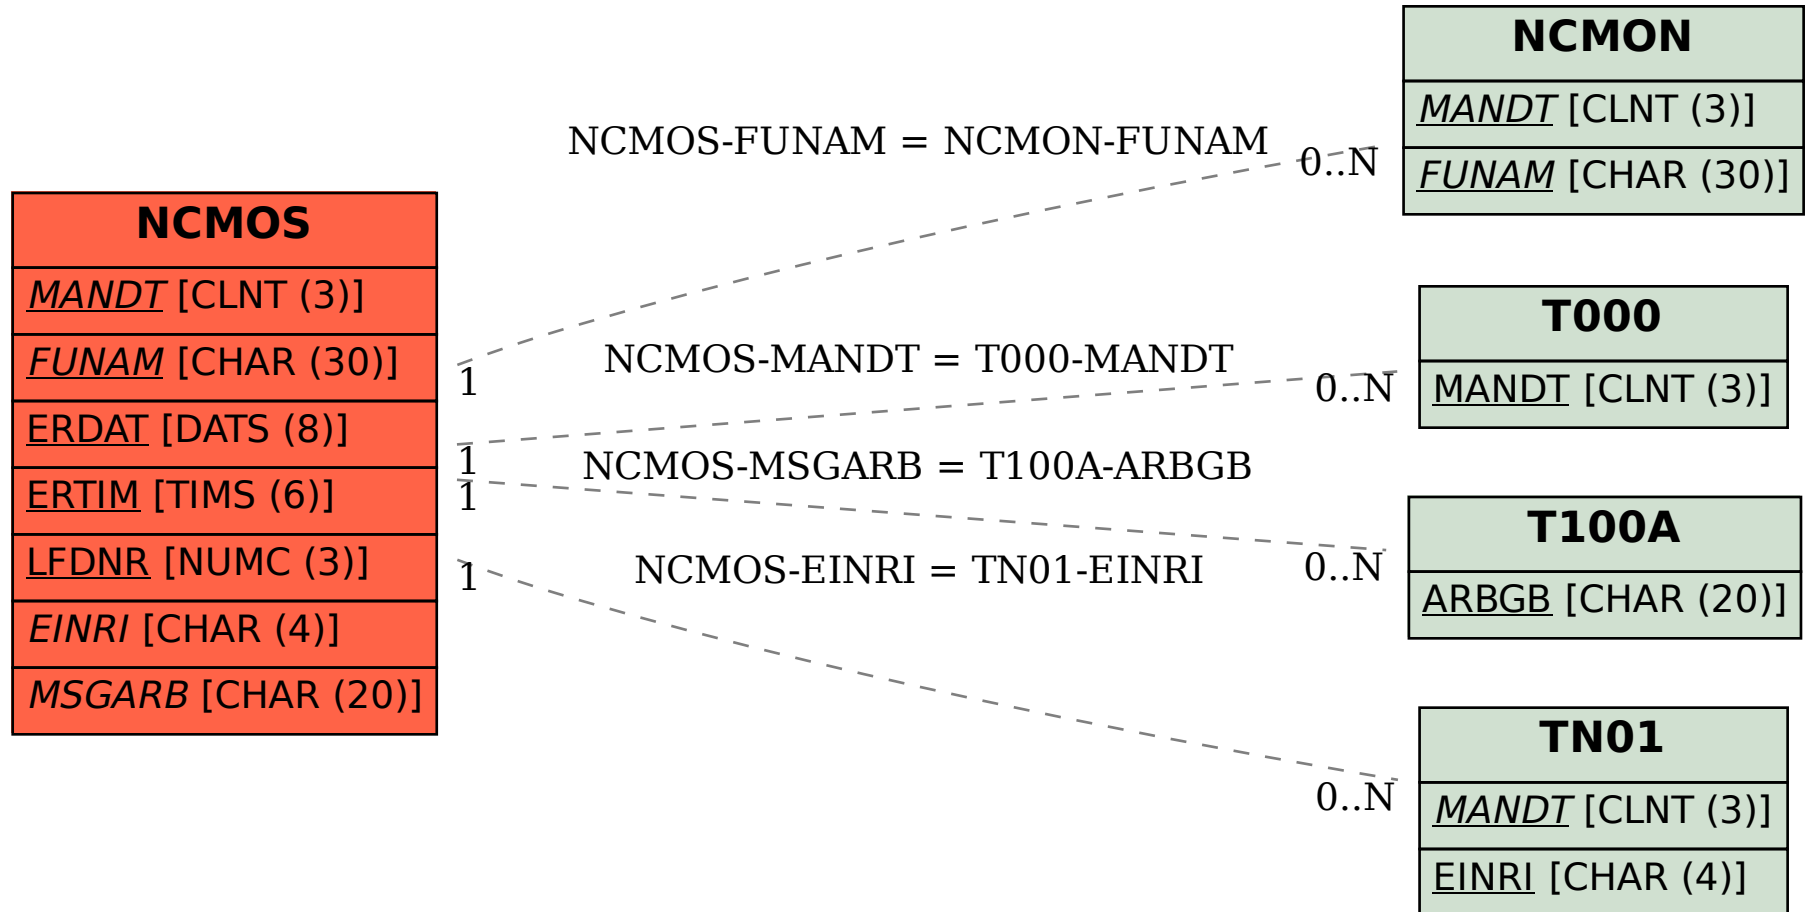 NCMOS
MANDT [CLNT (3)]
FUNAM [CHAR (30)]
ERDAT [DATS (8)]
ERTIM [TIMS (6)]
LFDNR [NUMC (3)]
EINRI [CHAR (4)]
MSGARB [CHAR (20)]
NCMOS-FUNAM = NCMON-FUNAM
0..N
1
NCMOS-MANDT = T000-MANDT
0..N
1
NCMOS-MSGARB = T100A-ARBGB
0..N
1
NCMOS-EINRI = TN01-EINRI
0..N
1
NCMON
MANDT [CLNT (3)]
FUNAM [CHAR (30)]
T000
MANDT [CLNT (3)]
T100A
ARBGB [CHAR (20)]
TN01
MANDT [CLNT (3)]
EINRI [CHAR (4)]